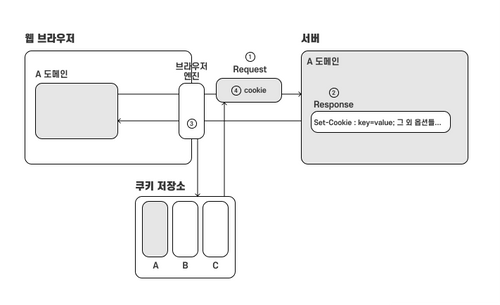 웹 브라우저
서버
A 도메인
브라우저
엔진
①
Request
④ cookie
A 도메인
②
Response
Set-Cookie : key=value; 그 외 옵션들...
③
쿠키 저장소
A
B
C